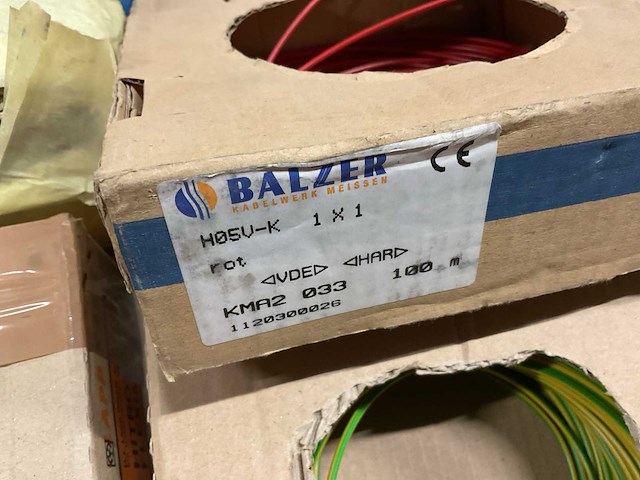 BALZER
KABELWERK MEISSEN
CE
H05V-K 1 X 1
rot
◁VDE▷ ◁HAR▷
KMA2 033 100 m
1120300026